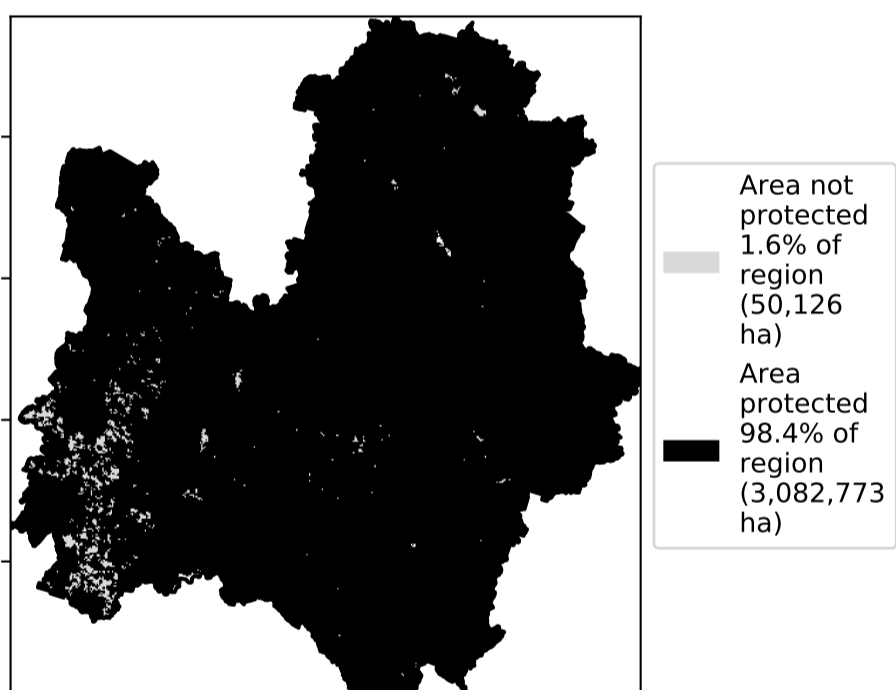 Area not
protected
1.6% of
region
(50,126
ha)
Area
protected
98.4% of
region
(3,082,773
ha)